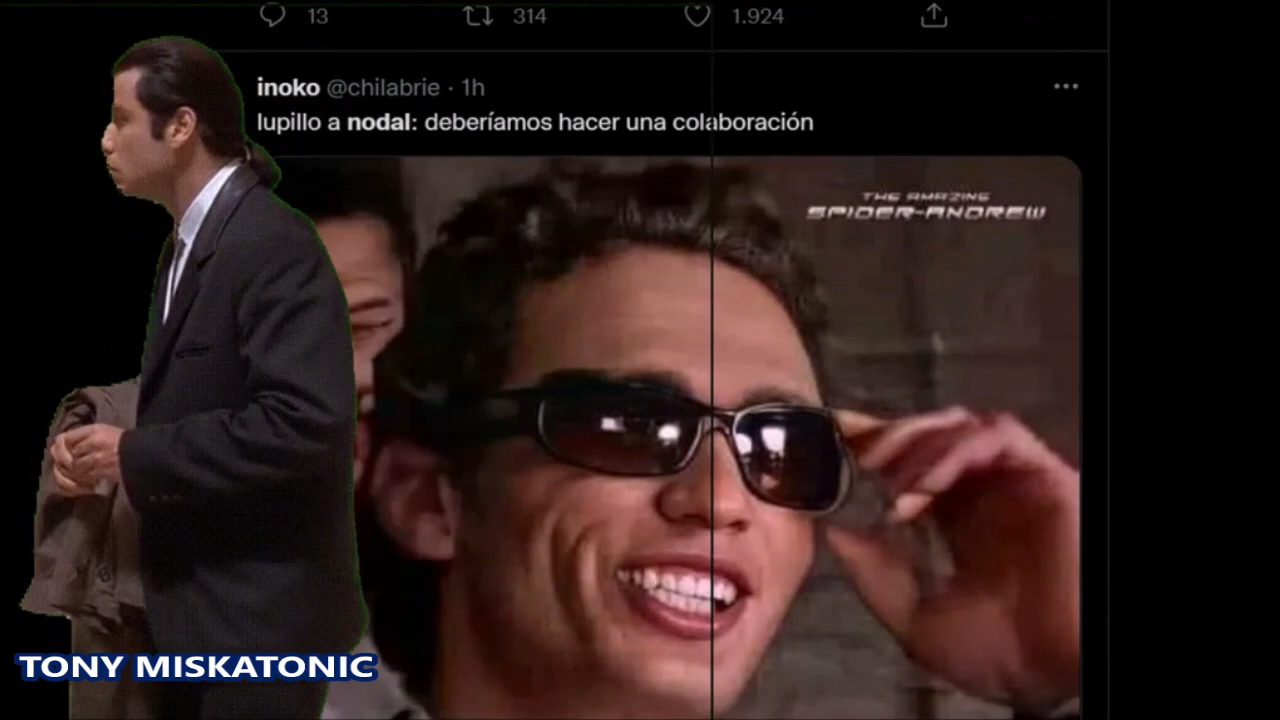 13 314 1.924
inoko @chilabrie · 1h
lupillo a nodal: deberíamos hacer una colaboración
THE AMAZING
SPIDER-ANDREW
TONY MISKATONIC